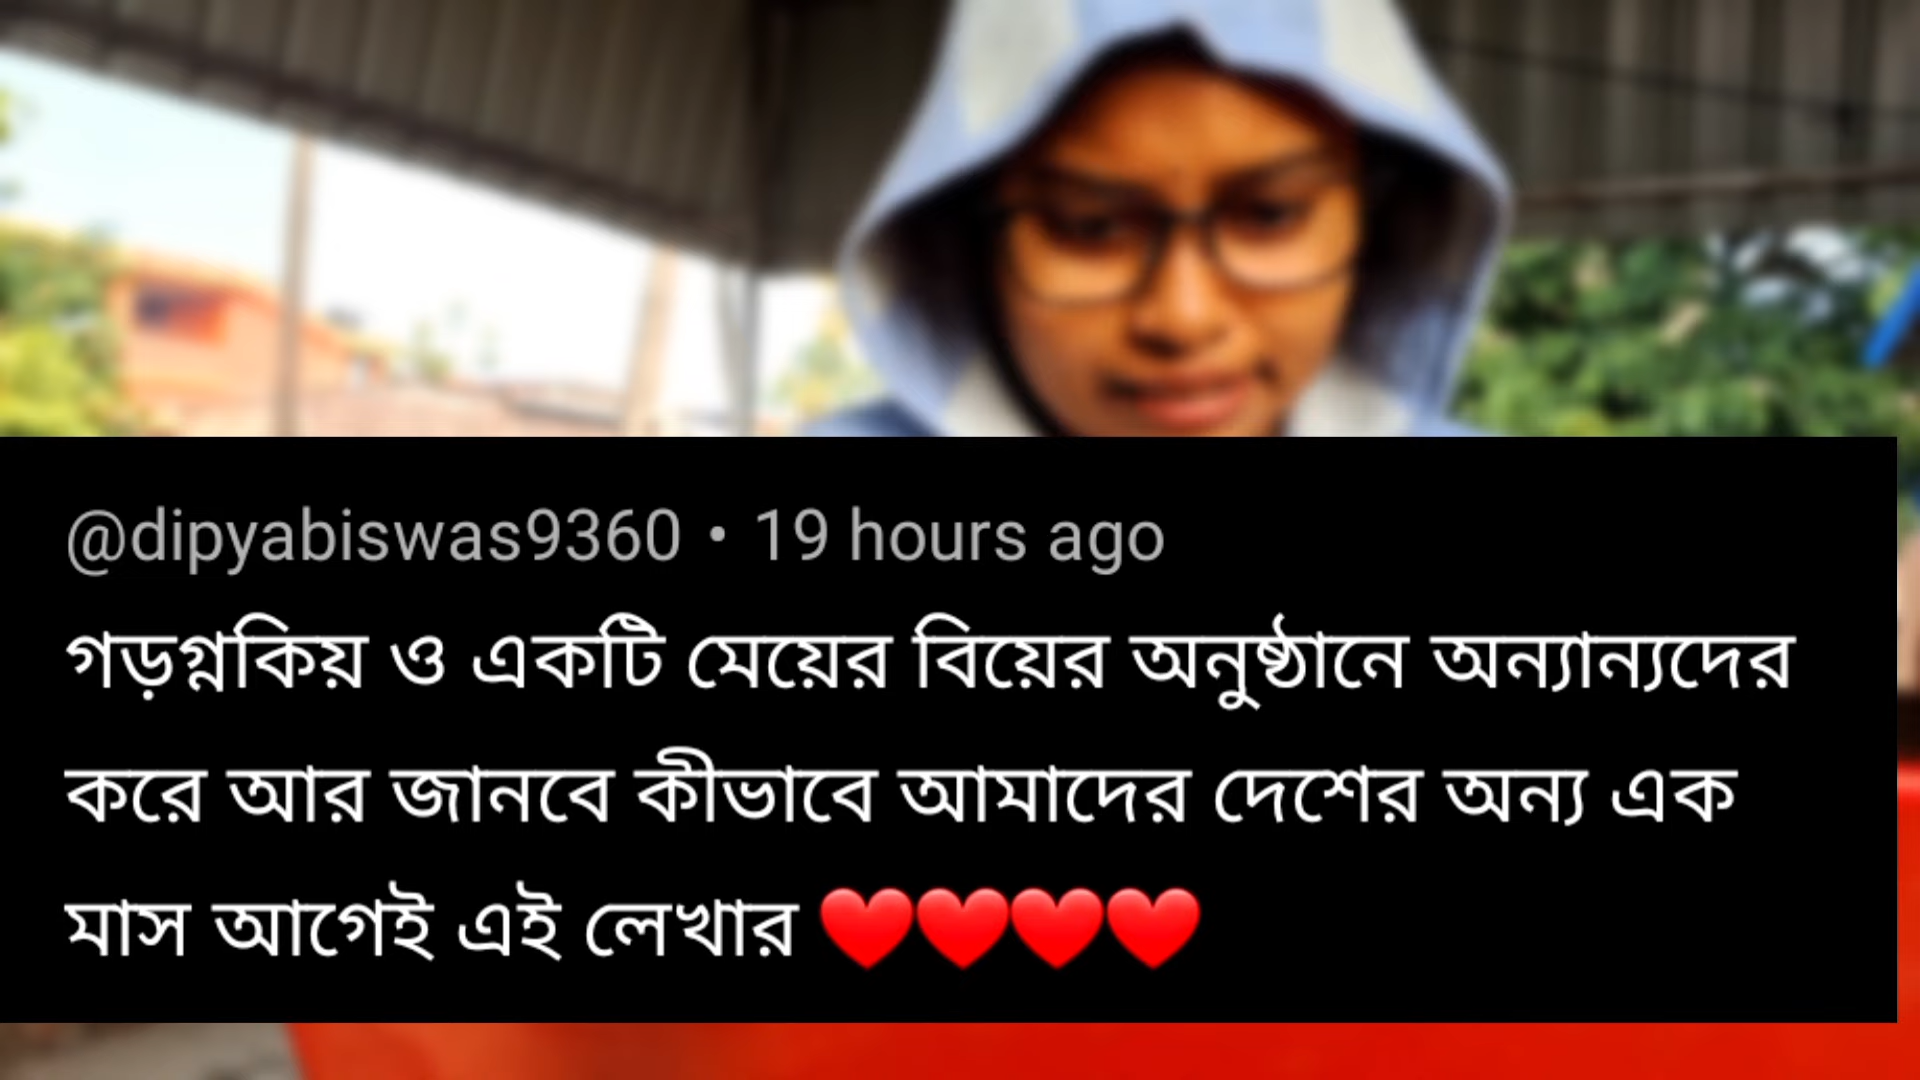 @dipyabiswas9360 • 19 hours ago
গড়গ্নকিয় ও একটি মেয়ের বিয়ের অনুষ্ঠানে অন্যান্যদের
করে আর জানবে কীভাবে আমাদের দেশের অন্য এক
মাস আগেই এই লেখার ❤️❤️❤️❤️